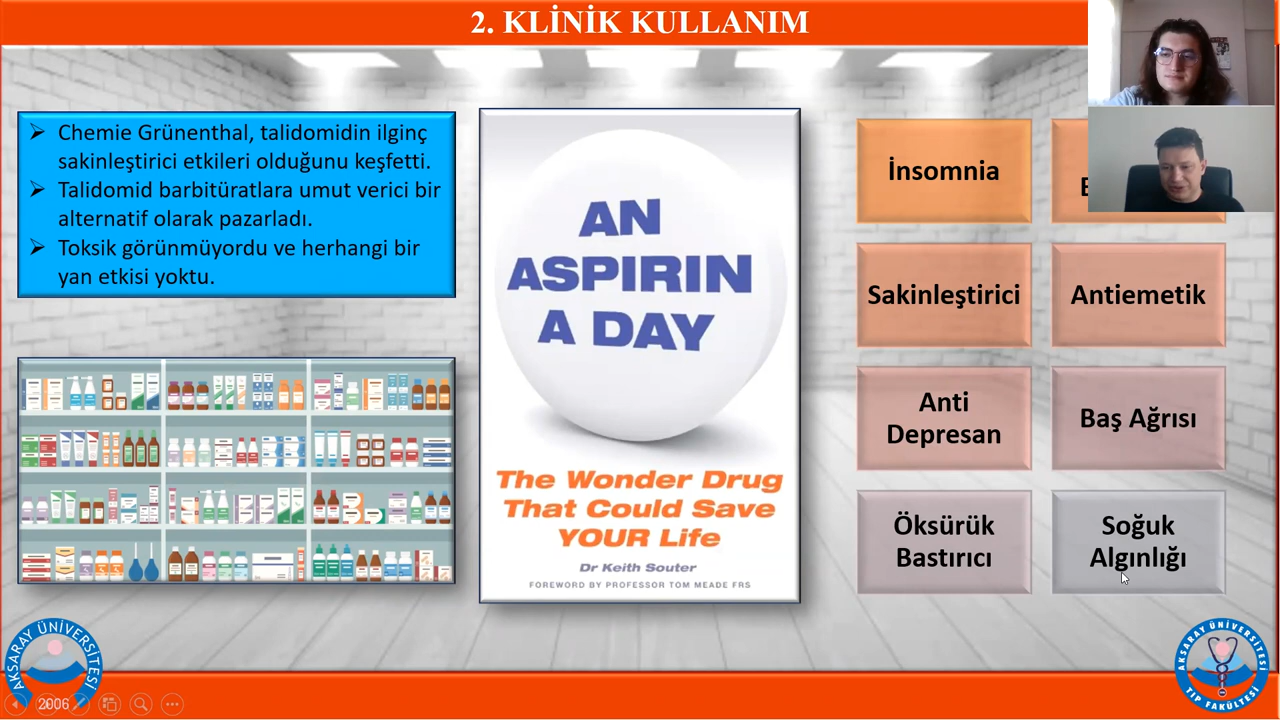 2. KLİNİK KULLANIM
Chemie Grünenthal, talidomidin ilginç
sakinleştirici etkileri olduğunu keşfetti.
Talidomid barbitüratlara umut verici bir
alternatif olarak pazarladı.
Toksik görünmüyordu ve herhangi bir
yan etkisi yoktu.
AN
ASPIRIN
A DAY
The Wonder Drug
That Could Save
YOUR Life
Dr Keith Souter
FOREWORD BY PROFESSOR TOM MEADE FRS
İnsomnia
Sakinleştirici
Antiemetik
Anti
Depresan
Baş Ağrısı
Öksürük
Bastırıcı
Soğuk
Algınlığı
AKSARAY ÜNİVERSİTESİ
2006
AKSARAY ÜNİVERSİTESİ
TIP FAKÜLTESİ